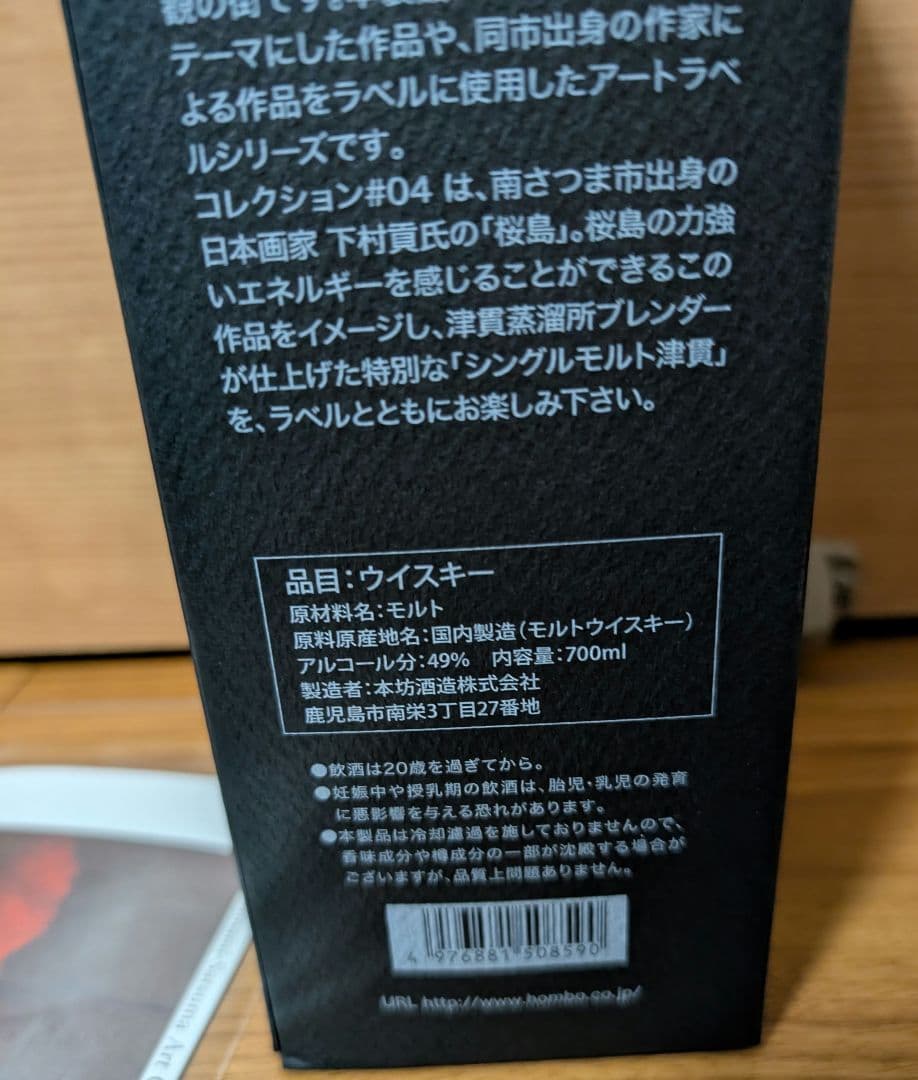 観の街です。本
テーマにした作品や、同市出身の作家に
よる作品をラベルに使用したアートラベ
ルシリーズです。
コレクション#04 は、南さつま市出身の
日本画家 下村貢氏の「桜島」。桜島の力強
いエネルギーを感じることができるこの
作品をイメージし、津貫蒸溜所ブレンダー
が仕上げた特別な「シングルモルト津貫」
を、ラベルとともにお楽しみ下さい。
品目：ウイスキー
原材料名：モルト
原料原産地名：国内製造（モルトウイスキー）
アルコール分：49%　内容量：700ml
製造者：本坊酒造株式会社
鹿児島市南栄3丁目27番地
●飲酒は20歳を過ぎてから。
●妊娠中や授乳期の飲酒は、胎児・乳児の発育
に悪影響を与える恐れがあります。
●本製品は冷却濾過を施しておりませんので、
香味成分や樽成分の一部が沈殿する場合が
ございますが、品質上問題ありません。
4 976881 508590
URL http://www.hombo.co.jp/
Satsuma Art